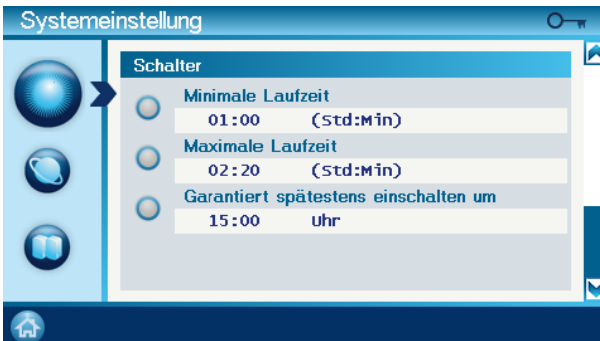 Systemeinstellung
Schalter
Minimale Laufzeit
01:00 (Std:Min)
Maximale Laufzeit
02:20 (Std:Min)
Garantiert spätestens einschalten um
15:00 Uhr